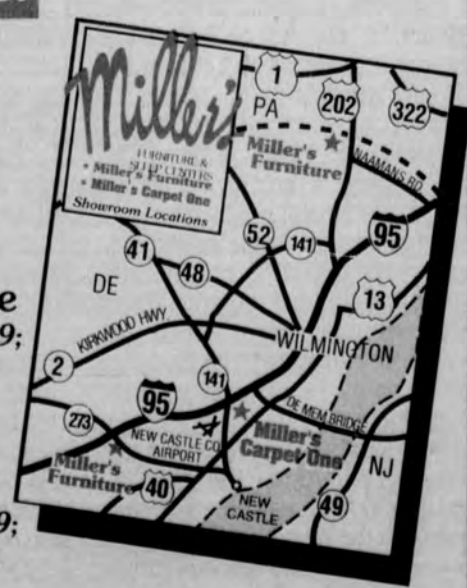 Miller's
FURNITURE &
SLEEP CENTERS
★ Miller's Furniture
★ Miller's Carpet One
Showroom Locations
1
PA
202
322
Miller's
Furniture
NAAMANS RD.
95
52
141
41
48
13
DE
e
9;
KIRKWOOD HWY.
WILMINGTON
2
141
95
DE MEM BRIDGE
273
NEW CASTLE CO.
AIRPORT
Miller's
Carpet One
NJ
Miller's
Furniture
40
NEW
CASTLE
49
9;